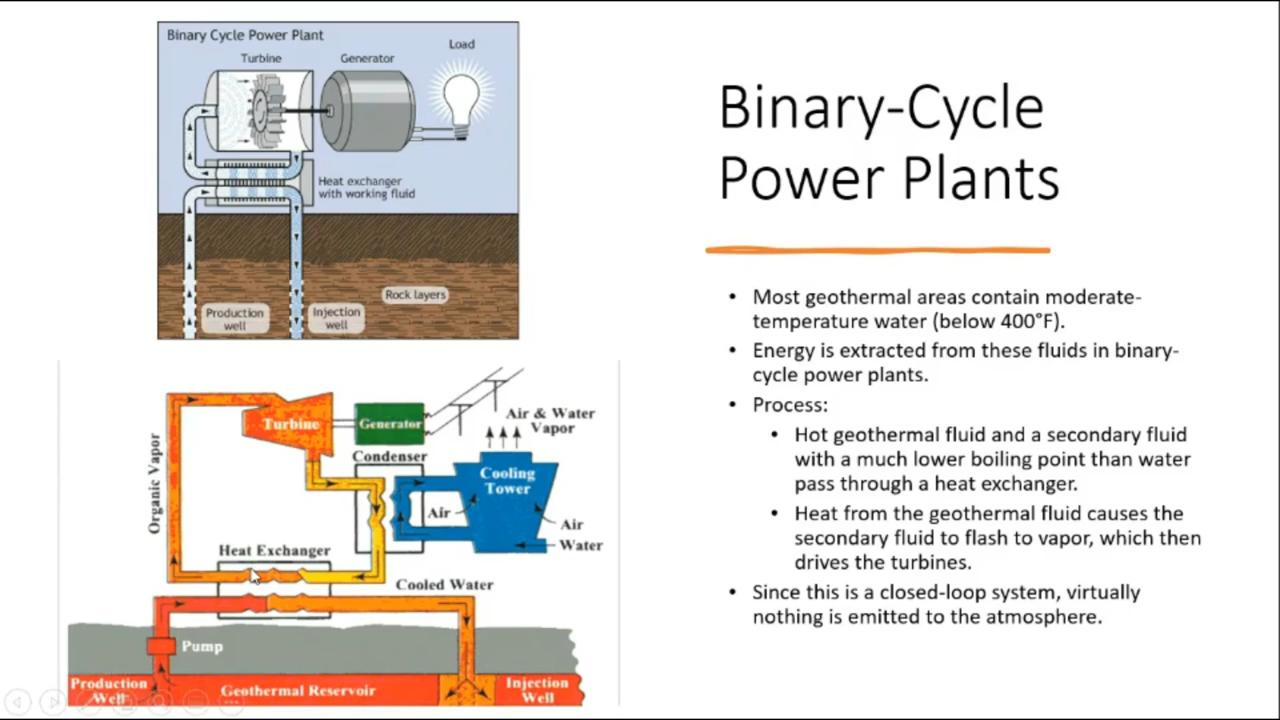 Binary Cycle Power Plant
Turbine
Generator
Load
Heat exchanger
with working fluid
Rock layers
Production
well
Injection
well
Organic Vapor
Turbine
Generator
Air & Water
Vapor
Condenser
Cooling
Tower
Air
Air
Water
Heat Exchanger
Cooled Water
Pump
Production
Well
Geothermal Reservoir
Injection
Well
Binary-Cycle
Power Plants
• Most geothermal areas contain moderate-
temperature water (below 400°F).
• Energy is extracted from these fluids in binary-
cycle power plants.
• Process:
• Hot geothermal fluid and a secondary fluid
with a much lower boiling point than water
pass through a heat exchanger.
• Heat from the geothermal fluid causes the
secondary fluid to flash to vapor, which then
drives the turbines.
• Since this is a closed-loop system, virtually
nothing is emitted to the atmosphere.